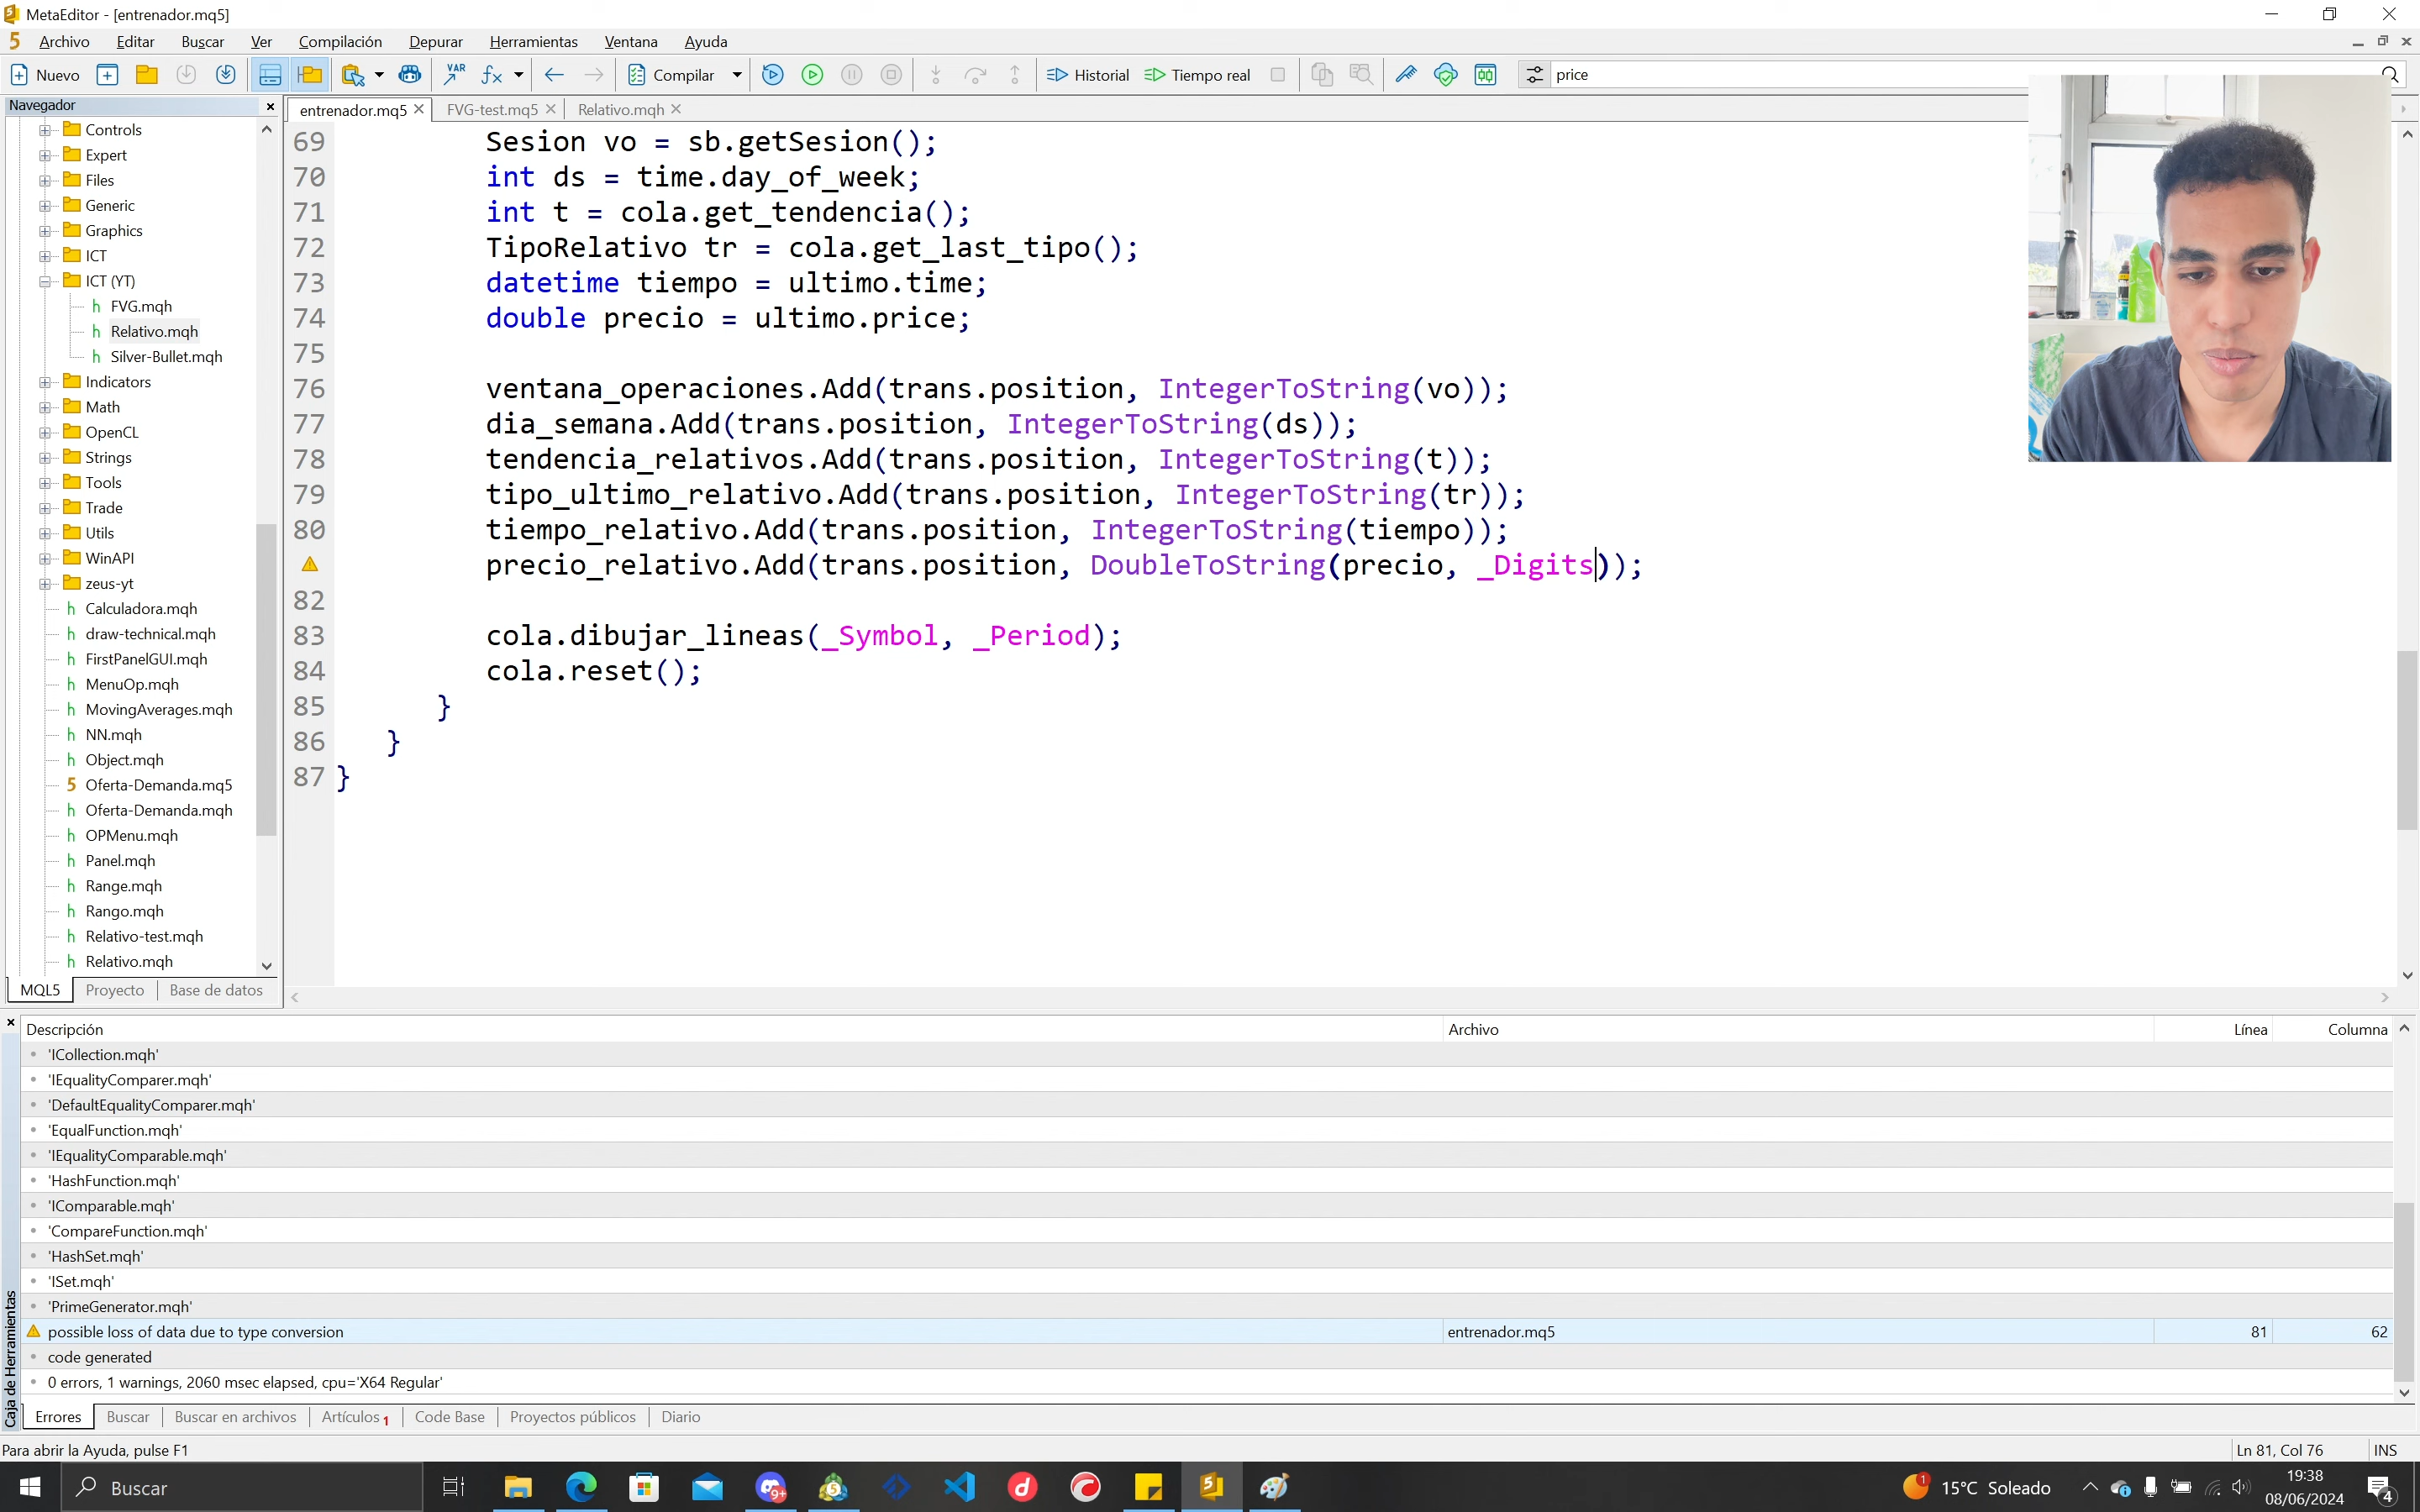 MetaEditor - [entrenador.mq5]
5 Archivo Editar Buscar Ver Compilación Depurar Herramientas Ventana Ayuda
Nuevo VAR fx Compilar Historial Tiempo real price
Navegador
entrenador.mq5 FVG-test.mq5 Relativo.mqh
Controls
Expert
Files
Generic
Graphics
ICT
ICT (YT)
FVG.mqh
Relativo.mqh
Silver-Bullet.mqh
Indicators
Math
OpenCL
Strings
Tools
Trade
Utils
WinAPI
zeus-yt
Calculadora.mqh
draw-technical.mqh
FirstPanelGUI.mqh
MenuOp.mqh
MovingAverages.mqh
NN.mqh
Object.mqh
Oferta-Demanda.mq5
Oferta-Demanda.mqh
OPMenu.mqh
Panel.mqh
Range.mqh
Rango.mqh
Relativo-test.mqh
Relativo.mqh
MQL5 Proyecto Base de datos
69 Sesion vo = sb.getSesion();
70 int ds = time.day_of_week;
71 int t = cola.get_tendencia();
72 TipoRelativo tr = cola.get_last_tipo();
73 datetime tiempo = ultimo.time;
74 double precio = ultimo.price;
75
76 ventana_operaciones.Add(trans.position, IntegerToString(vo));
77 dia_semana.Add(trans.position, IntegerToString(ds));
78 tendencia_relativos.Add(trans.position, IntegerToString(t));
79 tipo_ultimo_relativo.Add(trans.position, IntegerToString(tr));
80 tiempo_relativo.Add(trans.position, IntegerToString(tiempo));
precio_relativo.Add(trans.position, DoubleToString(precio, _Digits));
82
83 cola.dibujar_lineas(_Symbol, _Period);
84 cola.reset();
85 }
86 }
87 }
Caja de Herramientas
Descripción Archivo Línea Columna
'ICollection.mqh'
'IEqualityComparer.mqh'
'DefaultEqualityComparer.mqh'
'EqualFunction.mqh'
'IEqualityComparable.mqh'
'HashFunction.mqh'
'IComparable.mqh'
'CompareFunction.mqh'
'HashSet.mqh'
'ISet.mqh'
'PrimeGenerator.mqh'
possible loss of data due to type conversion entrenador.mq5 81 62
code generated
0 errors, 1 warnings, 2060 msec elapsed, cpu='X64 Regular'
Errores Buscar Buscar en archivos Artículos 1 Code Base Proyectos públicos Diario
Para abrir la Ayuda, pulse F1 Ln 81, Col 76 INS
Buscar 9+ 1 15°C Soleado 19:38
08/06/2024 4